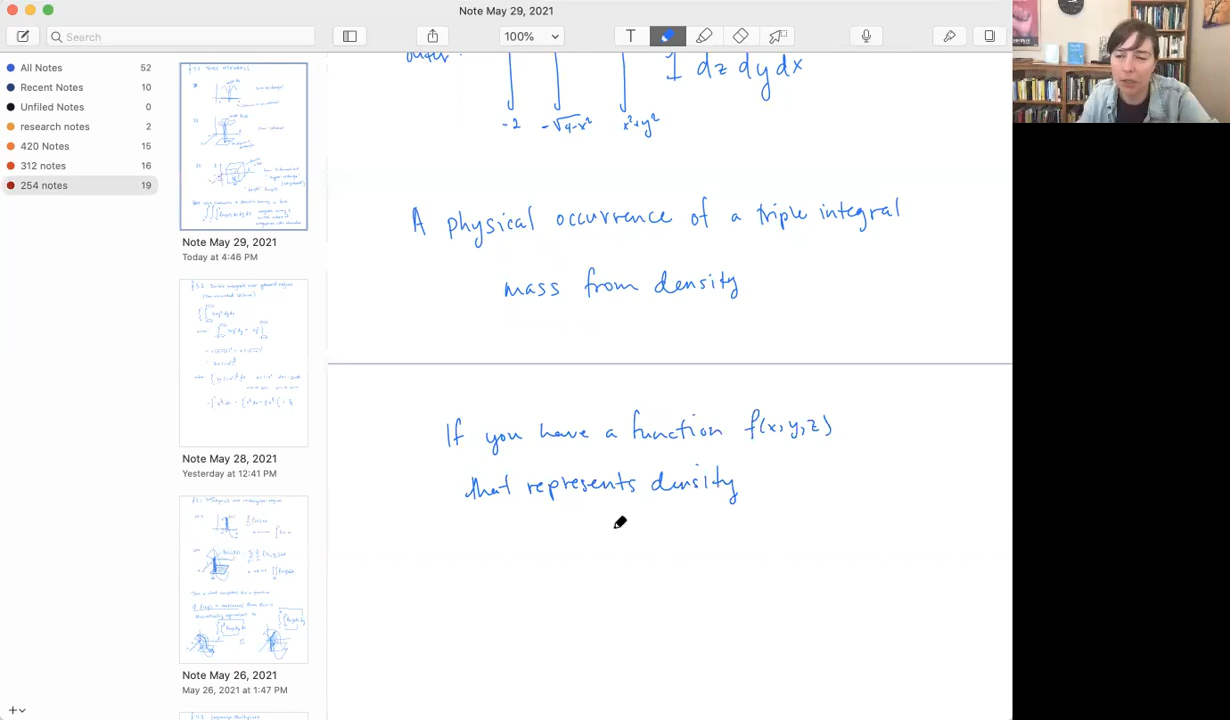 Note May 29, 2021
Search
100%
T
All Notes 52
Recent Notes 10
Unfiled Notes 0
research notes 2
420 Notes 15
312 notes 16
254 notes 19
Note May 29, 2021
Today at 4:46 PM
Note May 28, 2021
Yesterday at 12:41 PM
Note May 26, 2021
May 26, 2021 at 1:47 PM
outer:
∫ ∫ ∫ 1 dz dy dx
-2 -√4-x² x²+y²
A physical occurrence of a triple integral
mass from density
If you have a function f(x,y,z)
that represents density